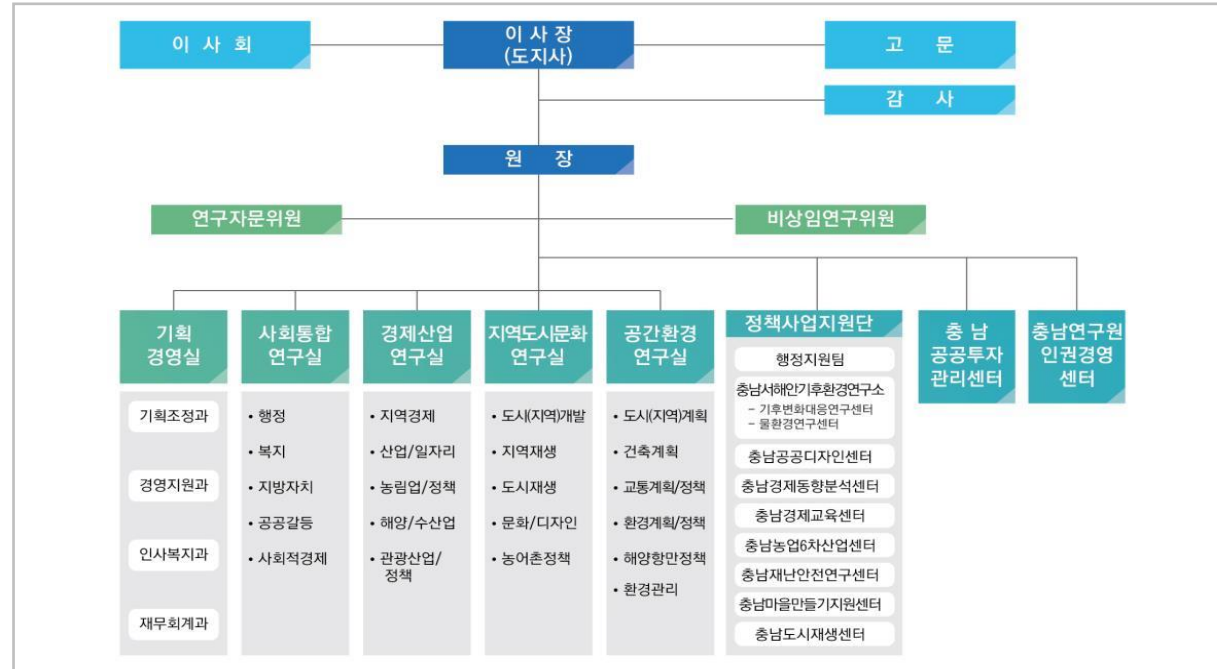 이 사 회
이 사 장
(도지사)
고 문
감 사
원 장
연구자문위원
비상임연구위원
기획
경영실
기획조정과
경영지원과
인사복지과
재무회계과
사회통합
연구실
• 행정
• 복지
• 지방자치
• 공공갈등
• 사회적경제
경제산업
연구실
• 지역경제
• 산업/일자리
• 농림업/정책
• 해양/수산업
• 관광산업/
정책
지역도시문화
연구실
• 도시(지역)개발
• 지역재생
• 도시재생
• 문화/디자인
• 농어촌정책
공간환경
연구실
• 도시(지역)계획
• 건축계획
• 교통계획/정책
• 환경계획/정책
• 해양항만정책
• 환경관리
정책사업지원단
행정지원팀
충남서해안기후환경연구소
- 기후변화대응연구센터
- 물환경연구센터
충남공공디자인센터
충남경제동향분석센터
충남경제교육센터
충남농업6차산업센터
충남재난안전연구센터
충남마을만들기지원센터
충남도시재생센터
충 남
공공투자
관리센터
충남연구원
인권경영
센터